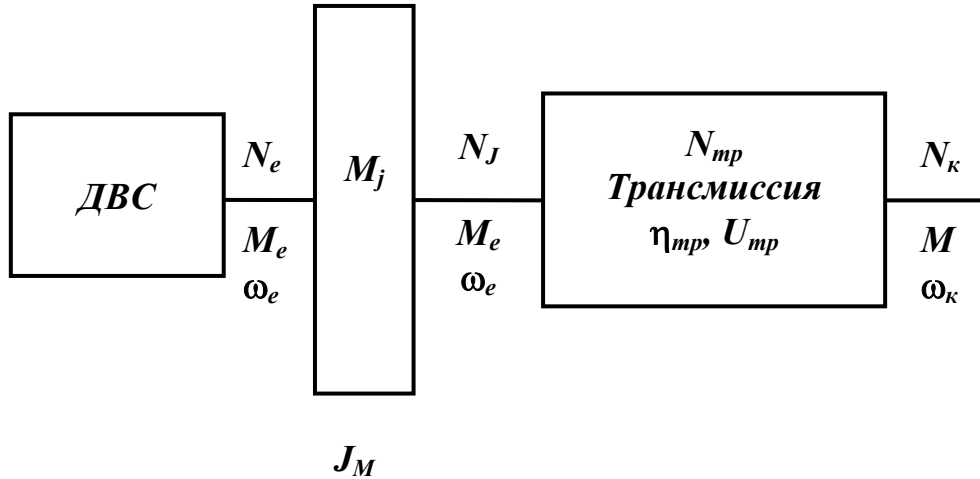 ДВС
N_e
M_e
ω_e
M_j
J_M
N_J
M_e
ω_e
N_тр
Трансмиссия
η_тр, U_тр
N_к
M
ω_к